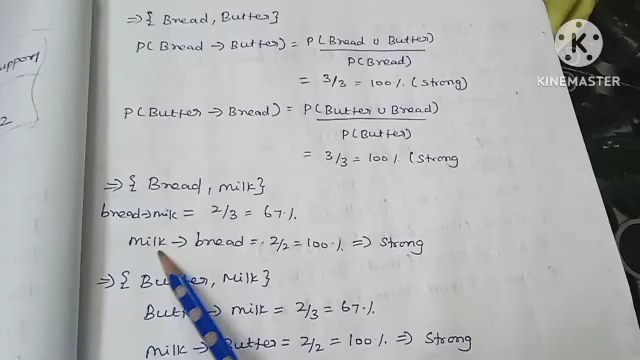 ⇒ { Bread, Butter}
P(Bread → Butter) = P(Bread ∪ Butter)
P(Bread)
= 3/3 = 100 %. (strong)
P(Butter → Bread) = P(Butter ∪ Bread)
P(Butter)
= 3/3 = 100 %. (strong
⇒ { Bread, milk}
bread→milk = 2/3 = 67.%
milk → bread = 2/2 = 100 %. ⇒ strong
⇒ { Butter, Milk}
→ milk = 2/3 = 67.%
Milk → Butter = 2/2 = 100 %. ⇒ strong
upport
2
KINEMASTER